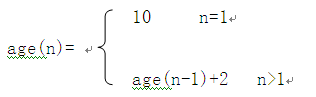 10 n=1↵
age(n)= ↵
age(n-1)+2 n>1↵